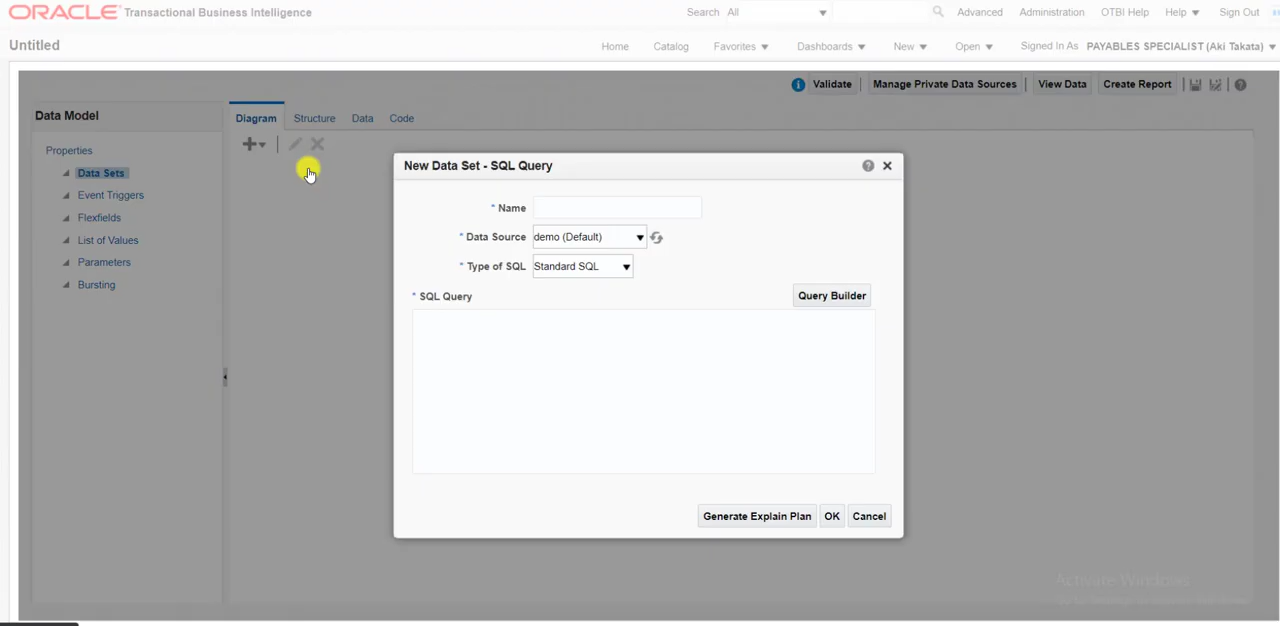 ORACLE® Transactional Business Intelligence
Search All Advanced Administration OTBI Help Help Sign Out
Untitled
Home Catalog Favorites Dashboards New Open Signed In As PAYABLES SPECIALIST (Aki Takata)
Validate Manage Private Data Sources View Data Create Report
Data Model
Diagram Structure Data Code
Properties
Data Sets
Event Triggers
Flexfields
List of Values
Parameters
Bursting
New Data Set - SQL Query
* Name
* Data Source demo (Default)
* Type of SQL Standard SQL
* SQL Query Query Builder
Generate Explain Plan OK Cancel
Activate Windows